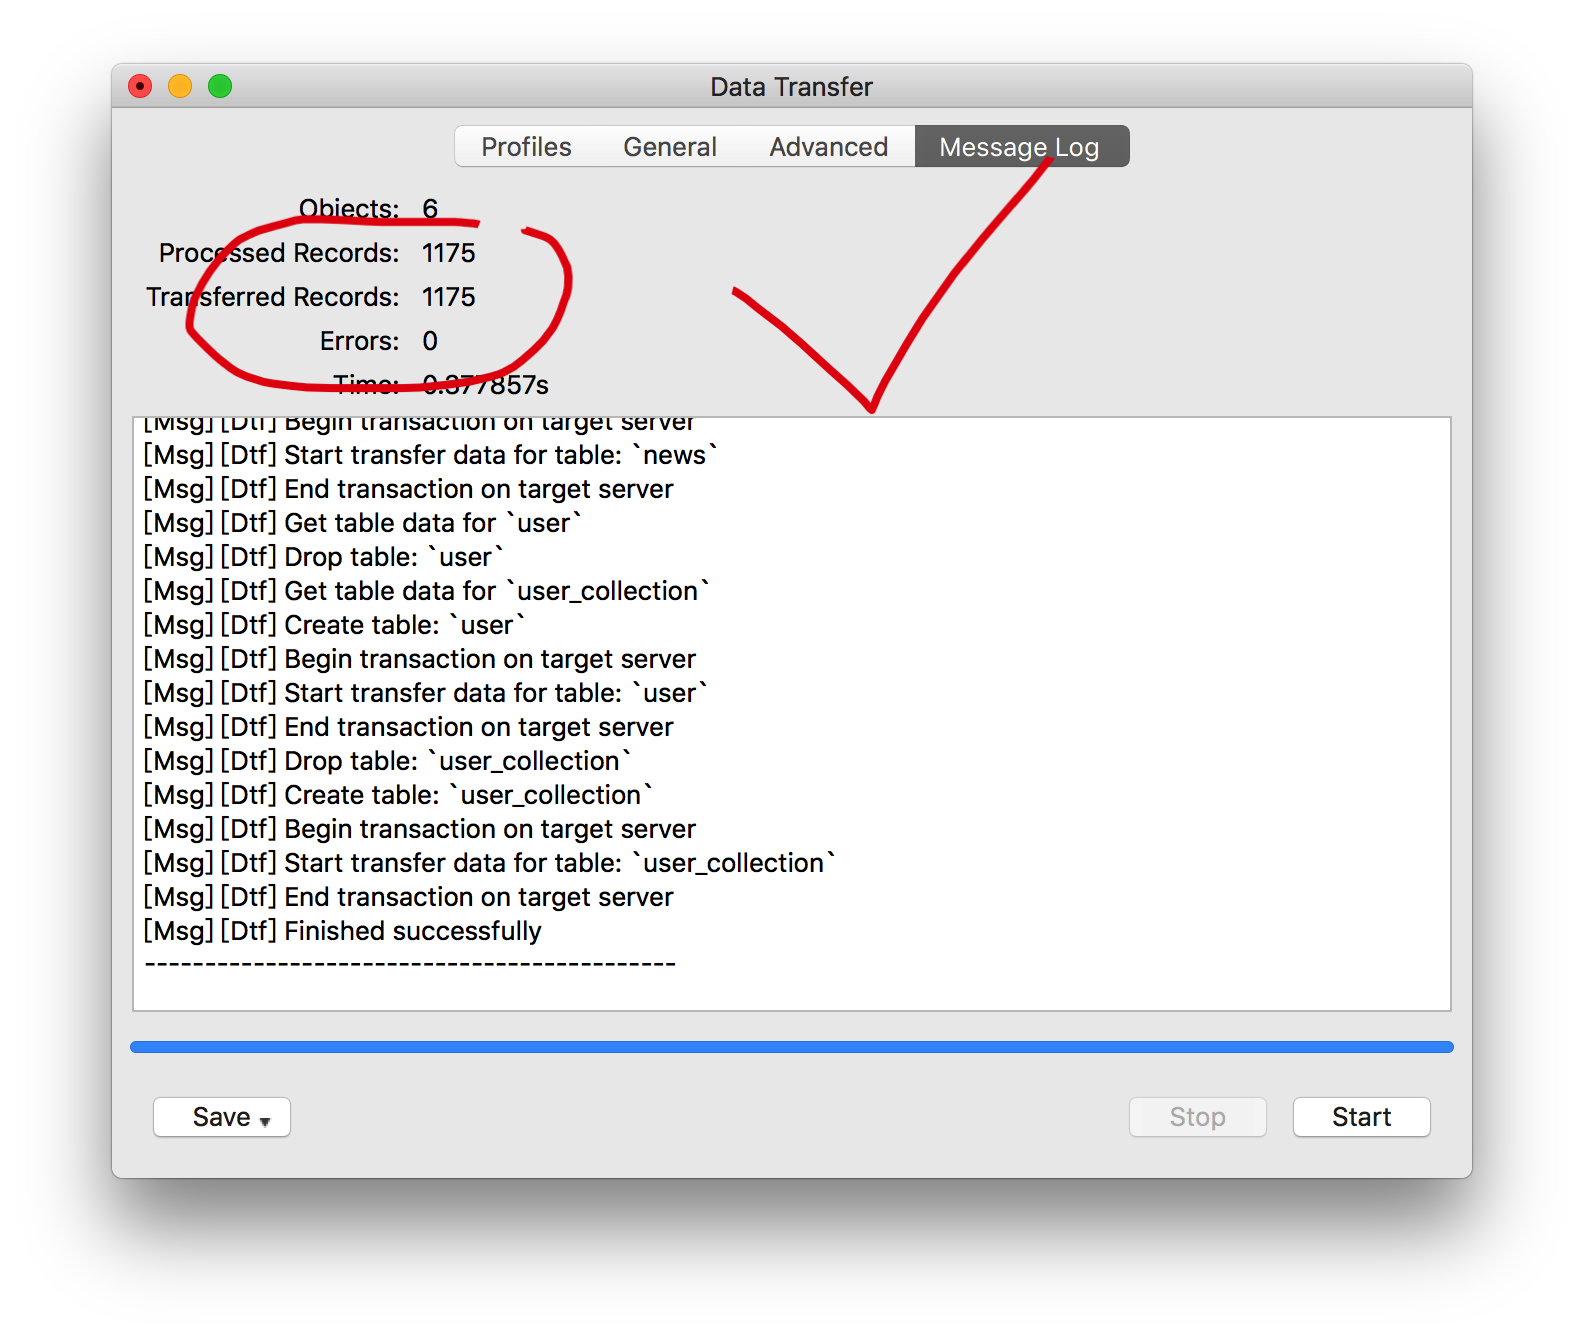 Data Transfer
Profiles General Advanced Message Log
Objects: 6
Processed Records: 1175
Transferred Records: 1175
Errors: 0
Time: 0.377857s
[Msg] [Dtf] Begin transaction on target server
[Msg] [Dtf] Start transfer data for table: `news`
[Msg] [Dtf] End transaction on target server
[Msg] [Dtf] Get table data for `user`
[Msg] [Dtf] Drop table: `user`
[Msg] [Dtf] Get table data for `user_collection`
[Msg] [Dtf] Create table: `user`
[Msg] [Dtf] Begin transaction on target server
[Msg] [Dtf] Start transfer data for table: `user`
[Msg] [Dtf] End transaction on target server
[Msg] [Dtf] Drop table: `user_collection`
[Msg] [Dtf] Create table: `user_collection`
[Msg] [Dtf] Begin transaction on target server
[Msg] [Dtf] Start transfer data for table: `user_collection`
[Msg] [Dtf] End transaction on target server
[Msg] [Dtf] Finished successfully
--------------------------------------------
Save Stop Start